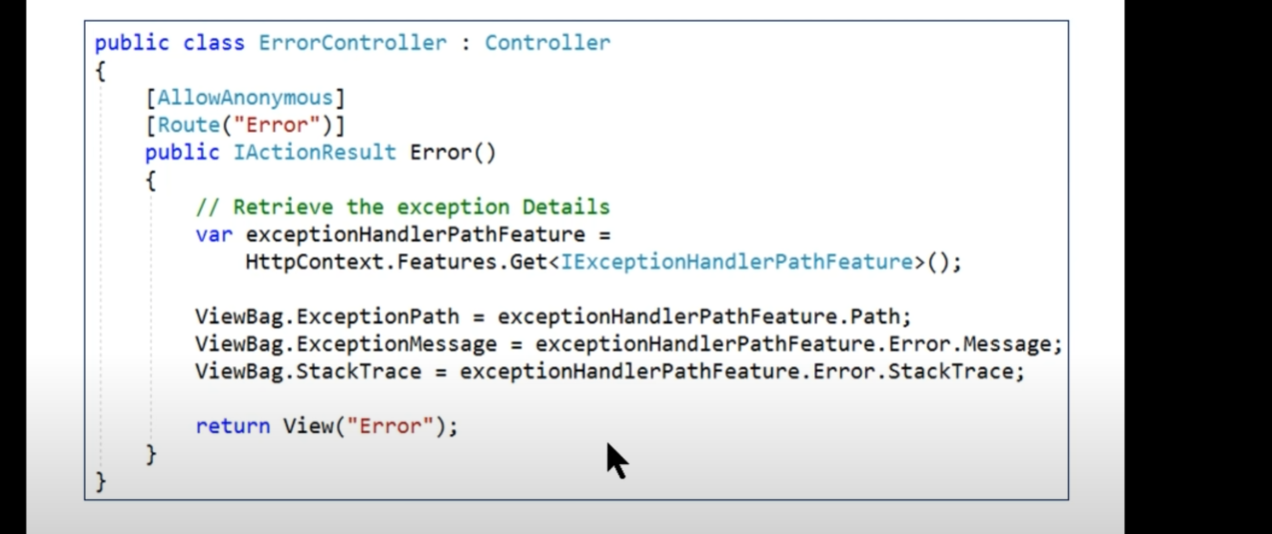 public class ErrorController : Controller
{
    [AllowAnonymous]
    [Route("Error")]
    public IActionResult Error()
    {
        // Retrieve the exception Details
        var exceptionHandlerPathFeature =
            HttpContext.Features.Get<IExceptionHandlerPathFeature>();

        ViewBag.ExceptionPath = exceptionHandlerPathFeature.Path;
        ViewBag.ExceptionMessage = exceptionHandlerPathFeature.Error.Message;
        ViewBag.StackTrace = exceptionHandlerPathFeature.Error.StackTrace;

        return View("Error");
    }
}